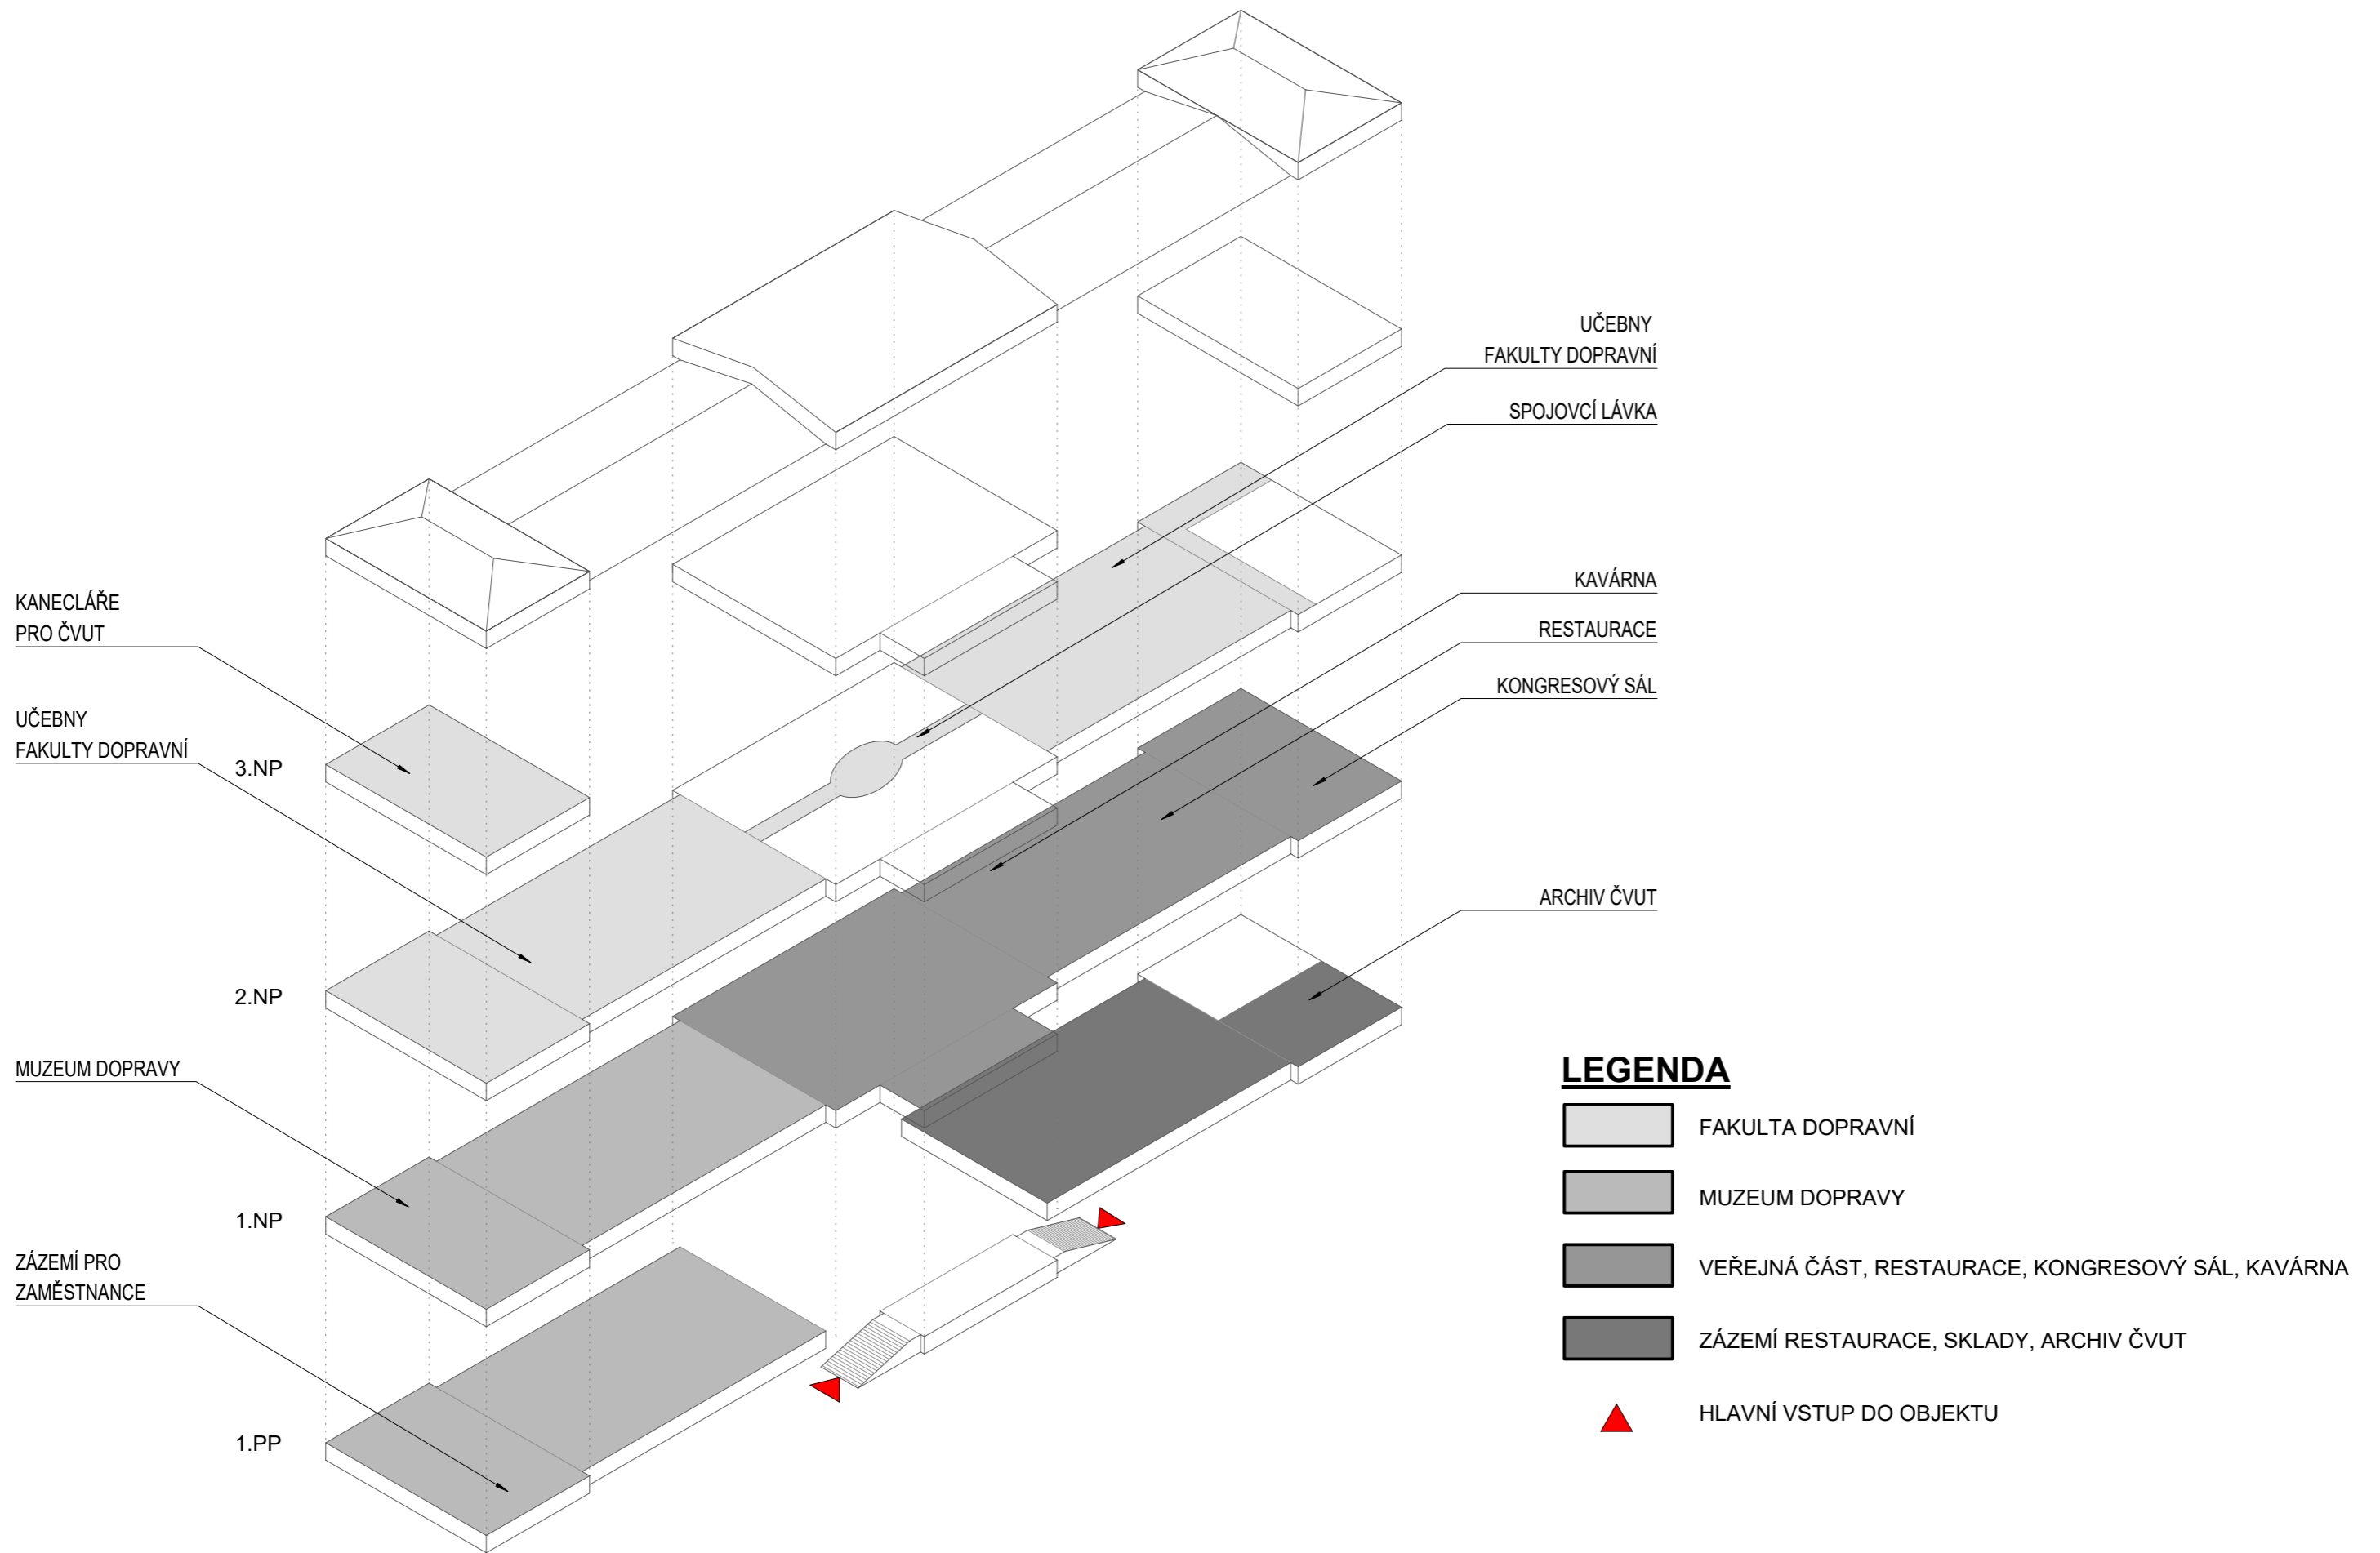 UČEBNY
FAKULTY DOPRAVNÍ
SPOJOVCÍ LÁVKA
KAVÁRNA
RESTAURACE
KONGRESOVÝ SÁL
ARCHIV ČVUT
KANECLÁŘE
PRO ČVUT
UČEBNY
FAKULTY DOPRAVNÍ
3.NP
2.NP
MUZEUM DOPRAVY
1.NP
ZÁZEMÍ PRO
ZAMĚSTNANCE
1.PP
LEGENDA
FAKULTA DOPRAVNÍ
MUZEUM DOPRAVY
VEŘEJNÁ ČÁST, RESTAURACE, KONGRESOVÝ SÁL, KAVÁRNA
ZÁZEMÍ RESTAURACE, SKLADY, ARCHIV ČVUT
HLAVNÍ VSTUP DO OBJEKTU